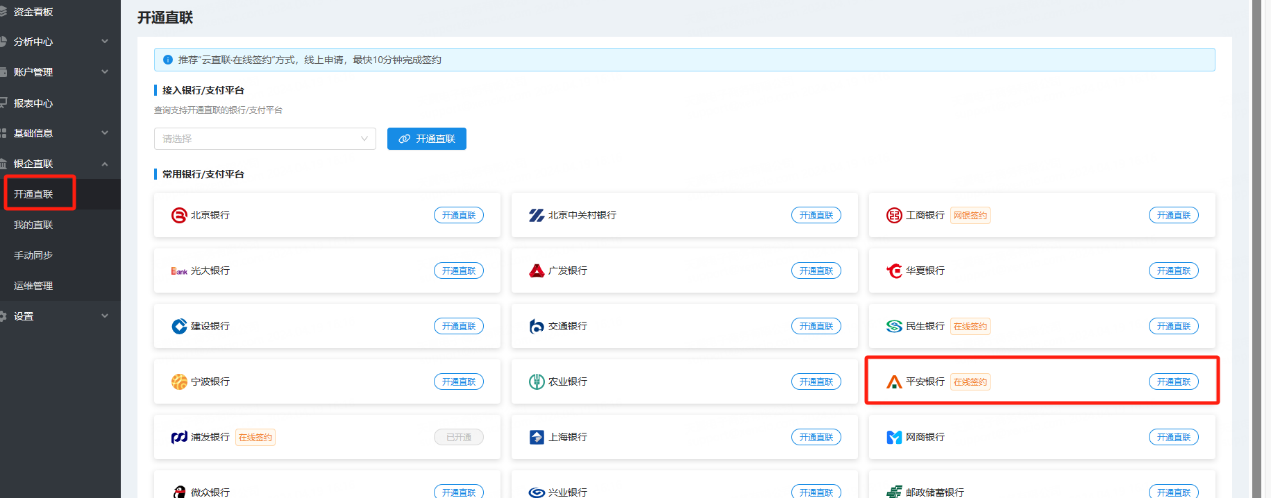 资金看板
分析中心
账户管理
报表中心
基础信息
银企直联
开通直联
我的直联
手动同步
运维管理
设置
开通直联
推荐“云直联-在线签约”方式，线上申请，最快10分钟完成签约
接入银行/支付平台
查询支持开通直联的银行/支付平台
请选择 开通直联
常用银行/支付平台
北京银行 开通直联 北京中关村银行 开通直联 工商银行 网银签约 开通直联
Bank 光大银行 开通直联 广发银行 开通直联 华夏银行 开通直联
建设银行 开通直联 交通银行 开通直联 民生银行 在线签约 开通直联
宁波银行 开通直联 农业银行 开通直联 平安银行 在线签约 开通直联
浦发银行 在线签约 已开通 上海银行 开通直联 网商银行 开通直联
微众银行 开通直联 兴业银行 开通直联 邮政储蓄银行 开通直联